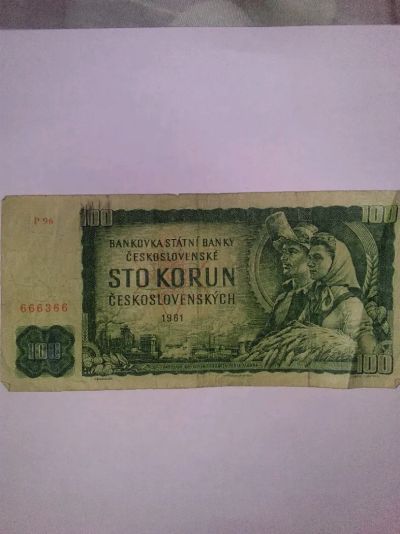 P 96
100
100
BANKOVKA STÁTNÍ BANKY
ČESKOSLOVENSKÉ
STO KORUN
ČESKOSLOVENSKÝCH
1961
666366
100
100